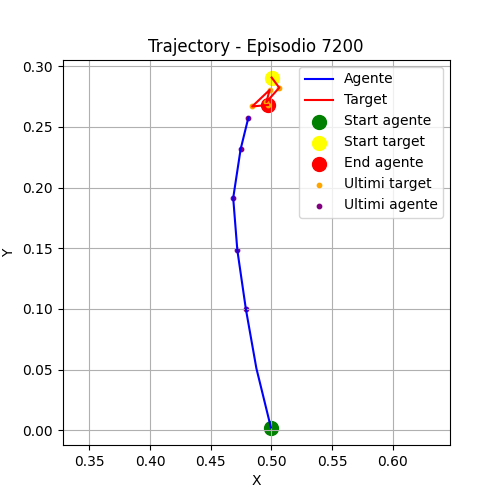 Trajectory - Episodio 7200
Agente
Target
Start agente
Start target
End agente
Ultimi target
Ultimi agente
0.30
0.25
0.20
0.15
0.10
0.05
0.00
Y
0.35 0.40 0.45 0.50 0.55 0.60
X